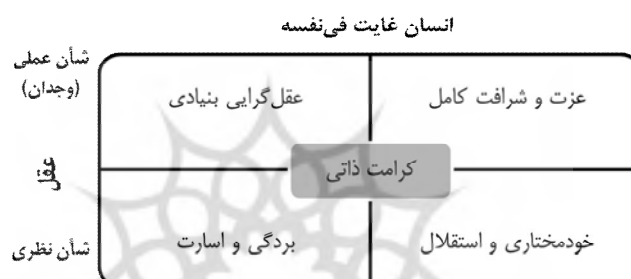 انسان غایت فی‌نفسه
شأن عملی
(وجدان)
عزت و شرافت کامل
عقل‌گرایی بنیادی
کرامت ذاتی
عقل
خودمختاری و استقلال
بردگی و اسارت
شأن نظری